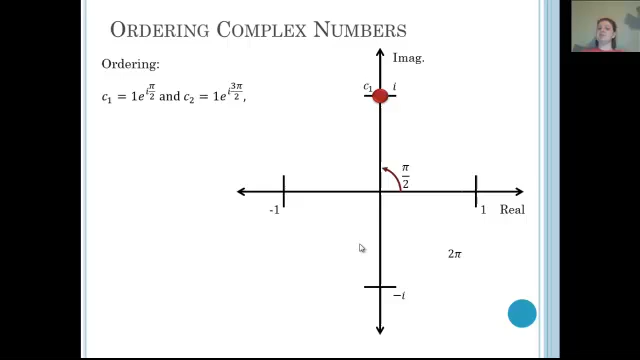 ORDERING COMPLEX NUMBERS
Ordering:
c₁ = 1e^{i π/2} and c₂ = 1e^{i 3π/2},
Imag.
c₁
i
π/2
-1
1
Real
2π
−i